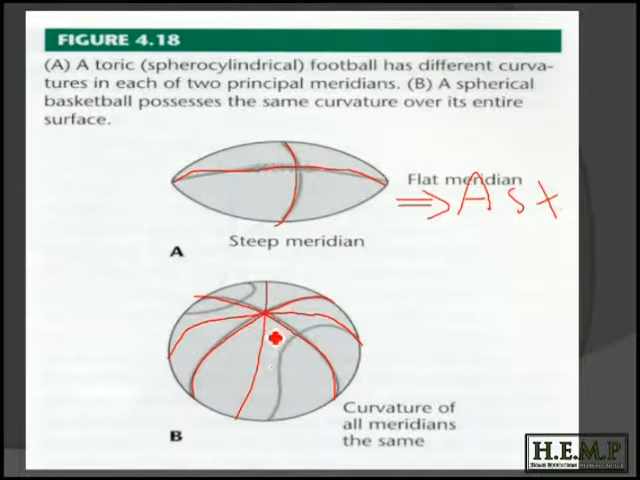 FIGURE 4.18
(A) A toric (spherocylindrical) football has different curva-
tures in each of two principal meridians. (B) A spherical
basketball possesses the same curvature over its entire
surface.
Flat meridian
⇒ Ast
Steep meridian
A
Curvature of
all meridians
the same
B
H.E.M.P